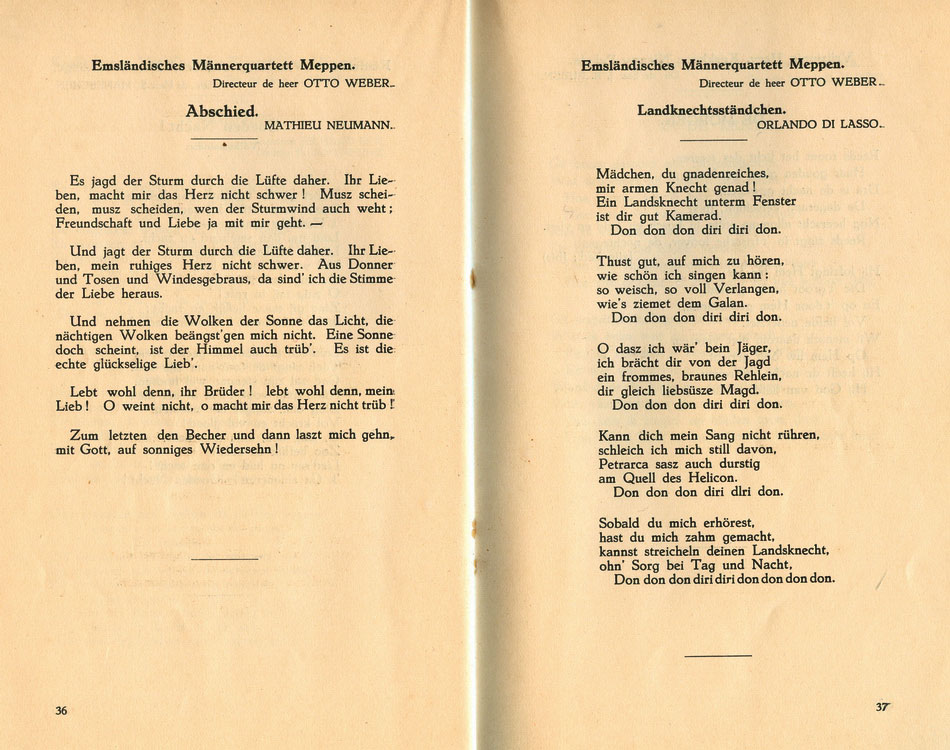 Emsländisches Männerquartett Meppen.
Directeur de heer OTTO WEBER.
Abschied.
MATHIEU NEUMANN.
Es jagd der Sturm durch die Lüfte daher. Ihr Lie-
ben, macht mir das Herz nicht schwer ! Musz schei-
den, musz scheiden, wen der Sturmwind auch weht ;
Freundschaft und Liebe ja mit mir geht. —
Und jagt der Sturm durch die Lüfte daher. Ihr Lie-
ben, mein ruhiges Herz nicht schwer. Aus Donner
und Tosen und Windesgebraus, da sind' ich die Stimme
der Liebe heraus.
Und nehmen die Wolken der Sonne das Licht, die
nächtigen Wolken beängst'gen mich nicht. Eine Sonne
doch scheint, ist der Himmel auch trüb'. Es ist die
echte glückselige Lieb'.
Lebt wohl denn, ihr Brüder ! lebt wohl denn, mein
Lieb ! O weint nicht, o macht mir das Herz nicht trüb !
Zum letzten den Becher und dann laszt mich gehn,
mit Gott, auf sonniges Wiedersehn !
36
Emsländisches Männerquartett Meppen.
Directeur de heer OTTO WEBER.
Landknechtsständchen.
ORLANDO DI LASSO.
Mädchen, du gnadenreiches,
mir armen Knecht genad !
Ein Landsknecht unterm Fenster
ist dir gut Kamerad.
Don don don diri diri don.
Thust gut, auf mich zu hören,
wie schön ich singen kann :
so weisch, so voll Verlangen,
wie's ziemet dem Galan.
Don don don diri diri don.
O dasz ich wär' bein Jäger,
ich brächt dir von der Jagd
ein frommes, braunes Rehlein,
dir gleich liebsüsze Magd.
Don don don diri diri don.
Kann dich mein Sang nicht rühren,
schleich ich mich still davon,
Petrarca sasz auch durstig
am Quell des Helicon.
Don don don diri dlri don.
Sobald du mich erhörest,
hast du mich zahm gemacht,
kannst streicheln deinen Landsknecht,
ohn' Sorg bei Tag und Nacht,
Don don don diri diri don don don don.
37